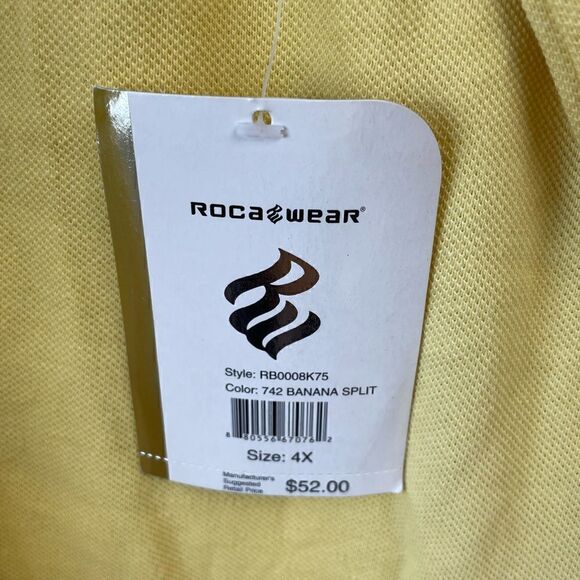 ROCAWEAR®
RW
Style: RB0008K75
Color: 742 BANANA SPLIT
8 80556 67076 2
Size: 4X
Manufacturer's
Suggested
Retail Price
$52.00